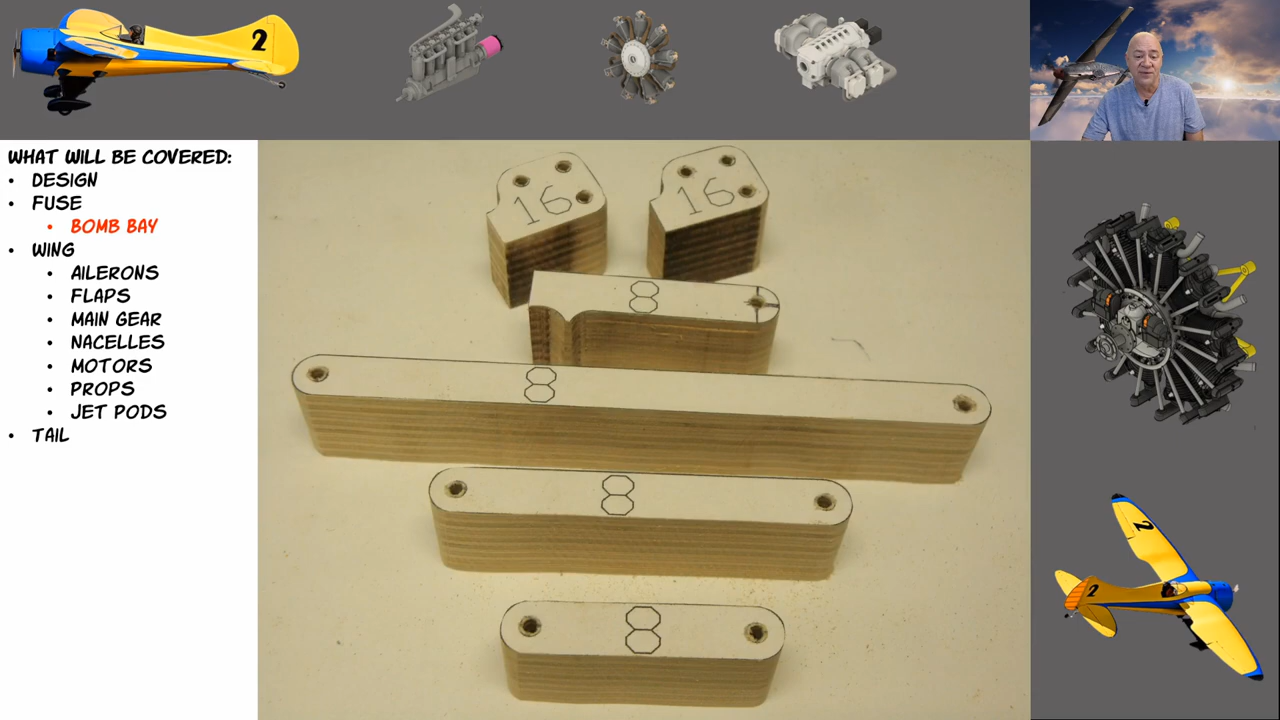 2
WHAT WILL BE COVERED:
• DESIGN
• FUSE
• BOMB BAY
• WING
• AILERONS
• FLAPS
• MAIN GEAR
• NACELLES
• MOTORS
• PROPS
• JET PODS
• TAIL
16
16
8
8
8
8
2
2